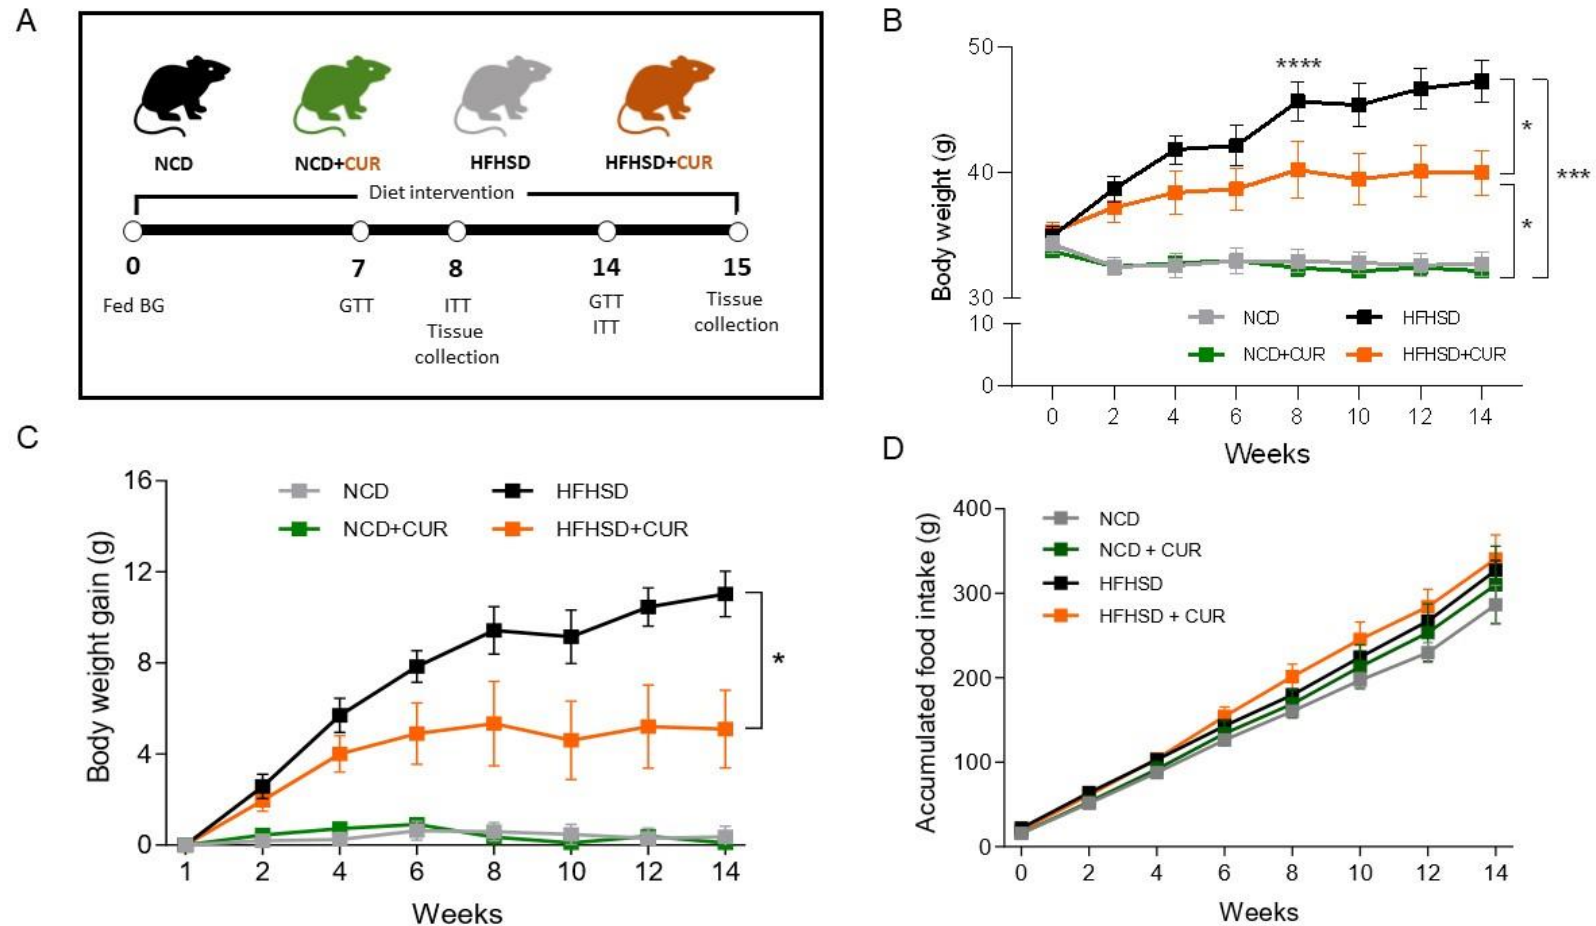 A
NCD
NCD+CUR
HFHSD
HFHSD+CUR
Diet intervention
0
7
8
14
15
Fed BG
GTT
ITT
Tissue
collection
GTT
ITT
Tissue
collection
B
50
40
30
10
0
Body weight (g)
****
*
*
***
NCD
HFHSD
NCD+CUR
HFHSD+CUR
0 2 4 6 8 10 12 14
Weeks
C
16
12
8
4
0
Body weight gain (g)
NCD
HFHSD
NCD+CUR
HFHSD+CUR
*
1 2 4 6 8 10 12 14
Weeks
D
400
300
200
100
0
Accumulated food intake (g)
NCD
NCD + CUR
HFHSD
HFHSD + CUR
0 2 4 6 8 10 12 14
Weeks